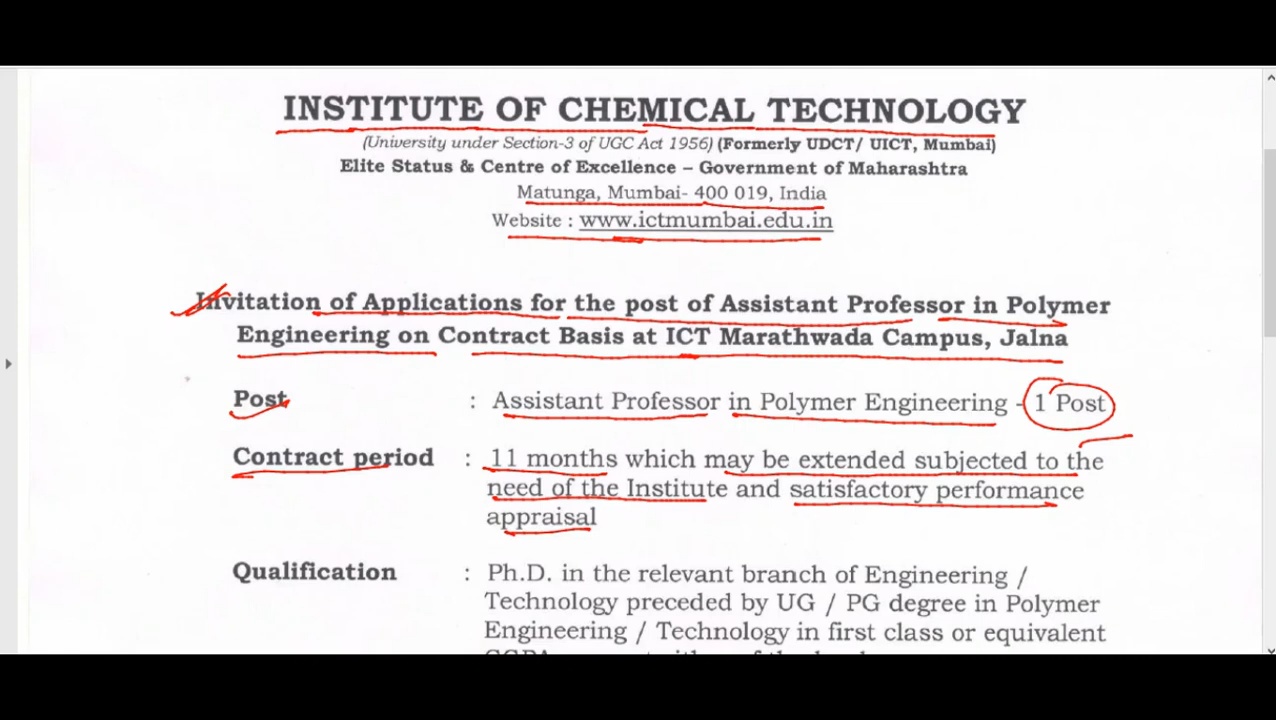 INSTITUTE OF CHEMICAL TECHNOLOGY
(University under Section-3 of UGC Act 1956) (Formerly UDCT/ UICT, Mumbai)
Elite Status & Centre of Excellence – Government of Maharashtra
Matunga, Mumbai- 400 019, India
Website : www.ictmumbai.edu.in
Invitation of Applications for the post of Assistant Professor in Polymer
Engineering on Contract Basis at ICT Marathwada Campus, Jalna
Post : Assistant Professor in Polymer Engineering - 1 Post
Contract period : 11 months which may be extended subjected to the
need of the Institute and satisfactory performance
appraisal
Qualification : Ph.D. in the relevant branch of Engineering /
Technology preceded by UG / PG degree in Polymer
Engineering / Technology in first class or equivalent